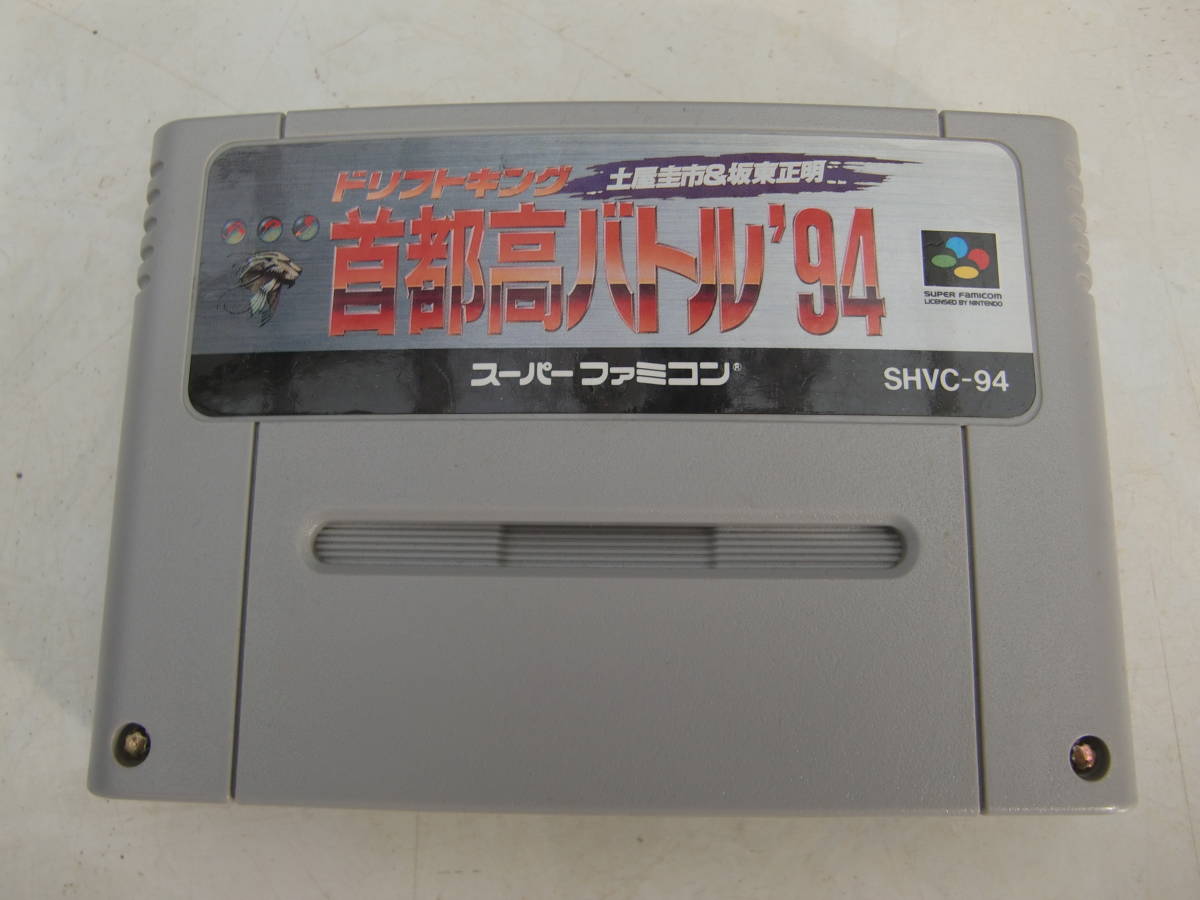 ドリフトキング 土屋圭市&坂東正明
首都高バトル'94
SUPER FAMICOM
LICENSED BY NINTENDO
スーパーファミコン®
SHVC-94